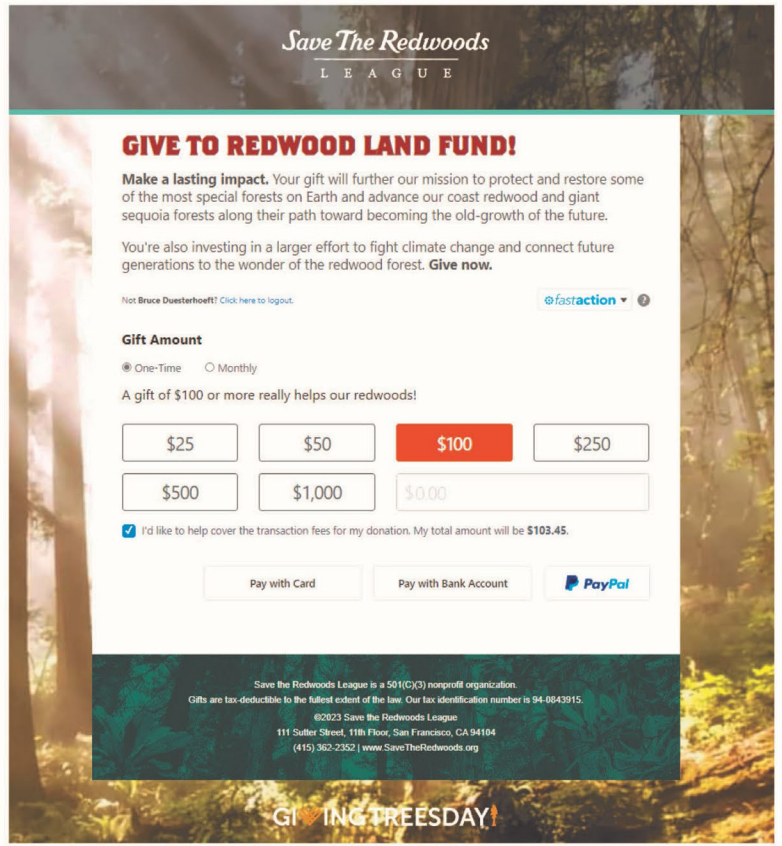 Save The Redwoods
LEAGUE
GIVE TO REDWOOD LAND FUND!
Make a lasting impact. Your gift will further our mission to protect and restore some
of the most special forests on Earth and advance our coast redwood and giant
sequoia forests along their path toward becoming the old-growth of the future.
You're also investing in a larger effort to fight climate change and connect future
generations to the wonder of the redwood forest. Give now.
Not Bruce Duesterhoeft? Click here to logout.
fastaction ?
Gift Amount
One-Time Monthly
A gift of $100 or more really helps our redwoods!
$25 $50 $100 $250
$500 $1,000 $0.00
I'd like to help cover the transaction fees for my donation. My total amount will be $103.45.
Pay with Card Pay with Bank Account PayPal
Save the Redwoods League is a 501(C)(3) nonprofit organization.
Gifts are tax-deductible to the fullest extent of the law. Our tax identification number is 94-0843915.
©2023 Save the Redwoods League
111 Sutter Street, 11th Floor, San Francisco, CA 94104
(415) 362-2352 | www.SaveTheRedwoods.org
GIVINGTREESDAY!